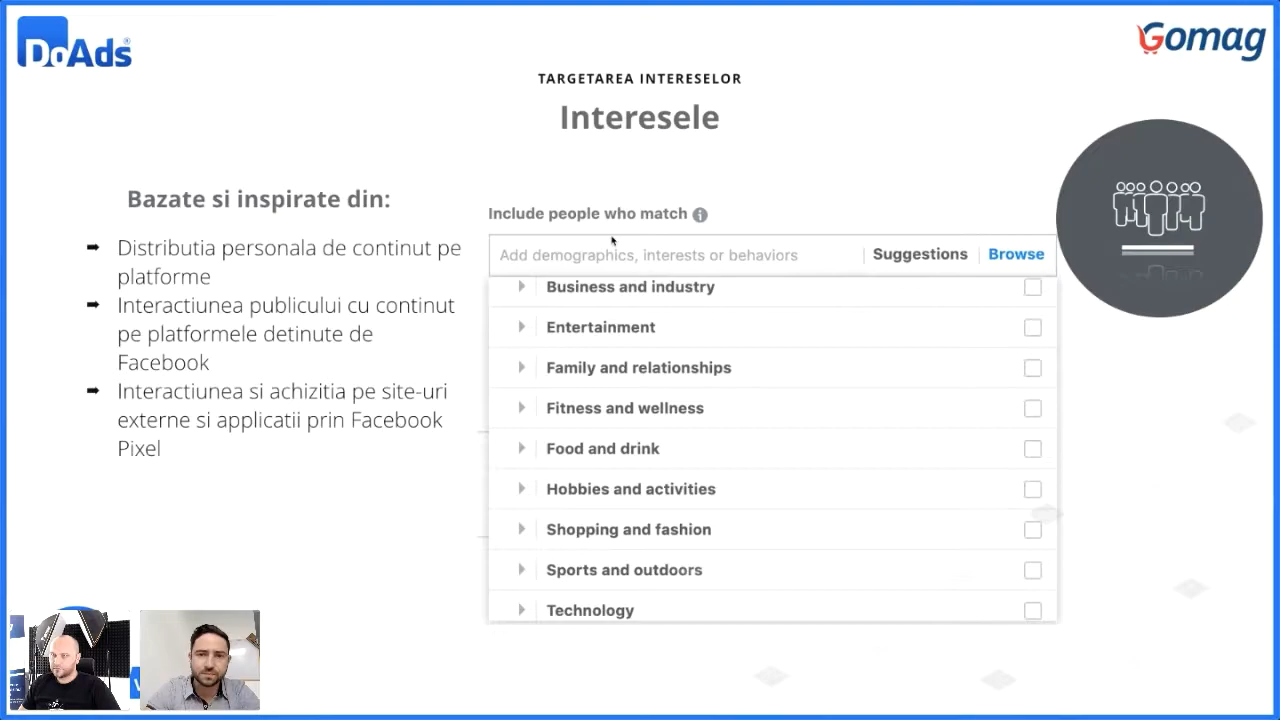 DoAds
Gomag
TARGETAREA INTERESELOR
Interesele
Bazate si inspirate din:
Distributia personala de continut pe
platforme
Interactiunea publicului cu continut
pe platformele detinute de
Facebook
Interactiunea si achizitia pe site-uri
externe si applicatii prin Facebook
Pixel
Include people who match
Add demographics, interests or behaviors
Suggestions
Browse
Business and industry
Entertainment
Family and relationships
Fitness and wellness
Food and drink
Hobbies and activities
Shopping and fashion
Sports and outdoors
Technology